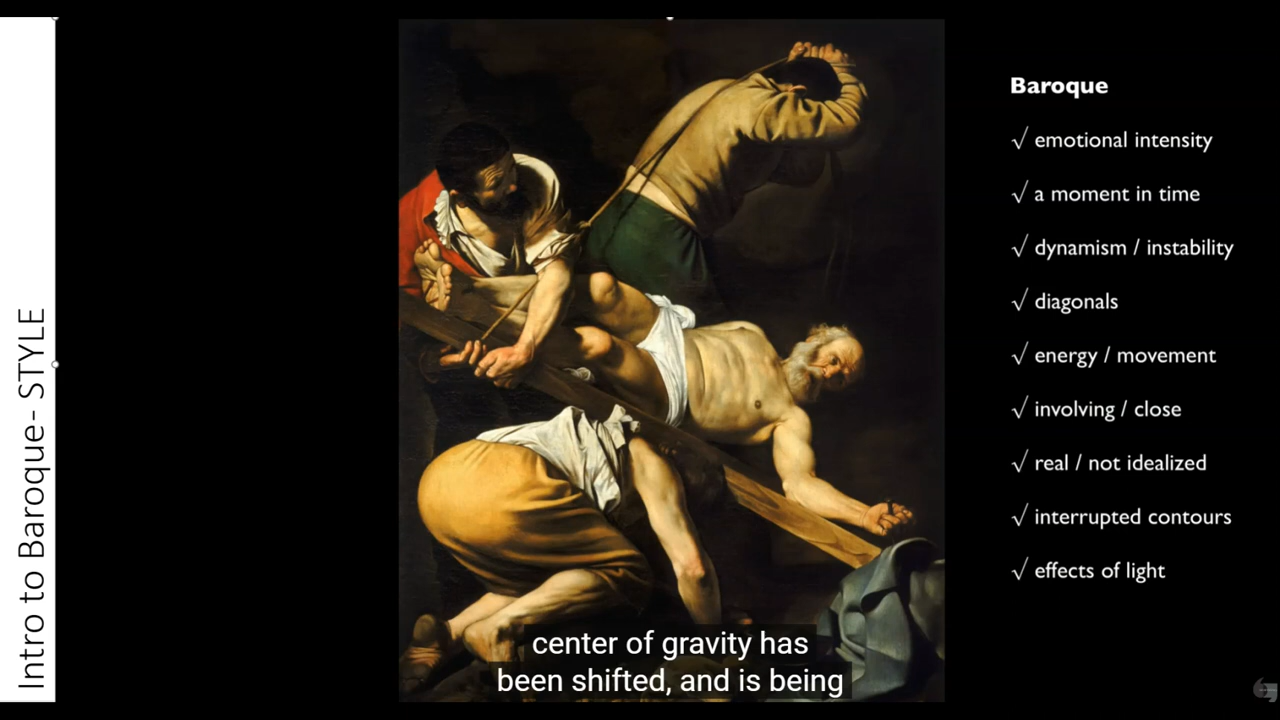 Intro to Baroque- STYLE
Baroque
√ emotional intensity
√ a moment in time
√ dynamism / instability
√ diagonals
√ energy / movement
√ involving / close
√ real / not idealized
√ interrupted contours
√ effects of light
center of gravity has
been shifted, and is being